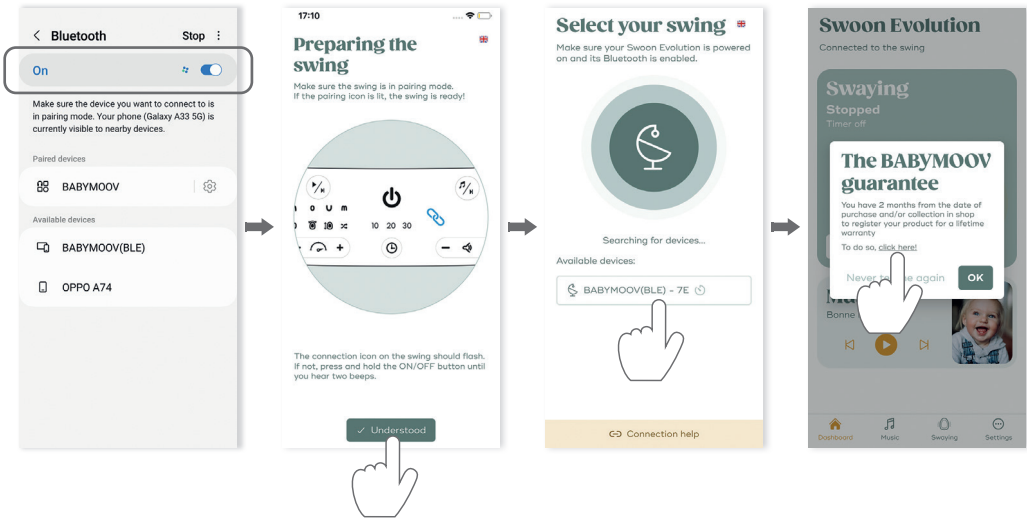 Bluetooth
Stop
On
Make sure the device you want to connect to is
in pairing mode. Your phone (Galaxy A33 5G) is
currently visible to nearby devices.
Paired devices
BABYMOOV
Available devices
BABYMOOV(BLE)
OPPO A74
17:10
Preparing the
swing
Make sure the swing is in pairing mode.
If the pairing icon is lit, the swing is ready!
H
H
10 20 30
The connection icon on the swing should flash.
If not, press and hold the ON/OFF button until
you hear two beeps.
Understood
Select your swing
Make sure your Swoon Evolution is powered
on and its Bluetooth is enabled.
Searching for devices...
Available devices:
BABYMOOV(BLE) - 7E
Connection help
Swoon Evolution
Connected to the swing
Swaying
Stopped
Timer off
The BABYMOOV
guarantee
You have 2 months from the date of
purchase and/or collection in shop
to register your product for a lifetime
warranty
To do so, click here!
Never again
OK
Bonne
Dashboard
Music
Swaying
Settings